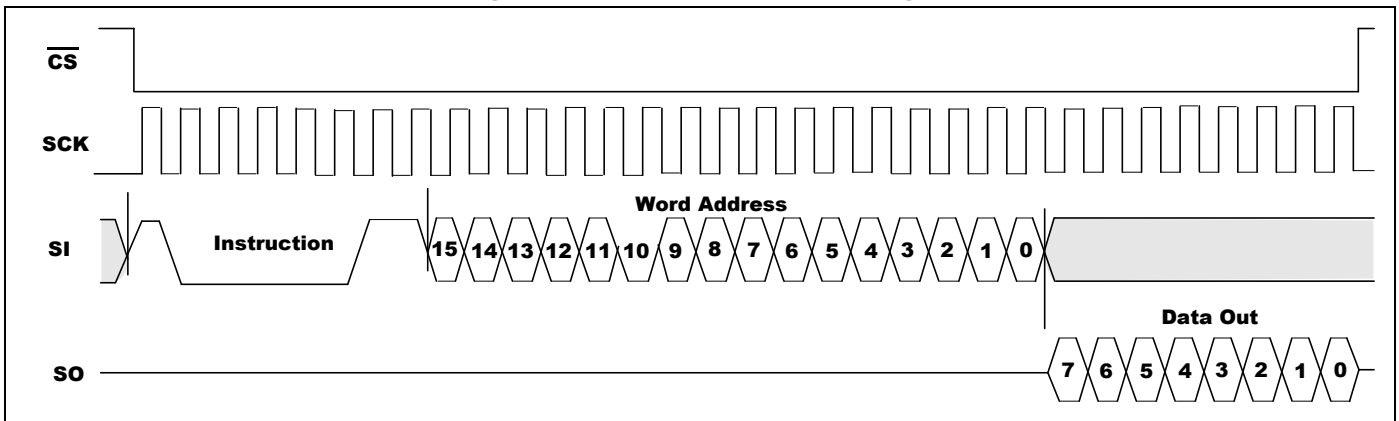 CS
SCK
Word Address
SI Instruction 15 14 13 12 11 10 9 8 7 6 5 4 3 2 1 0
Data Out
SO 7 6 5 4 3 2 1 0